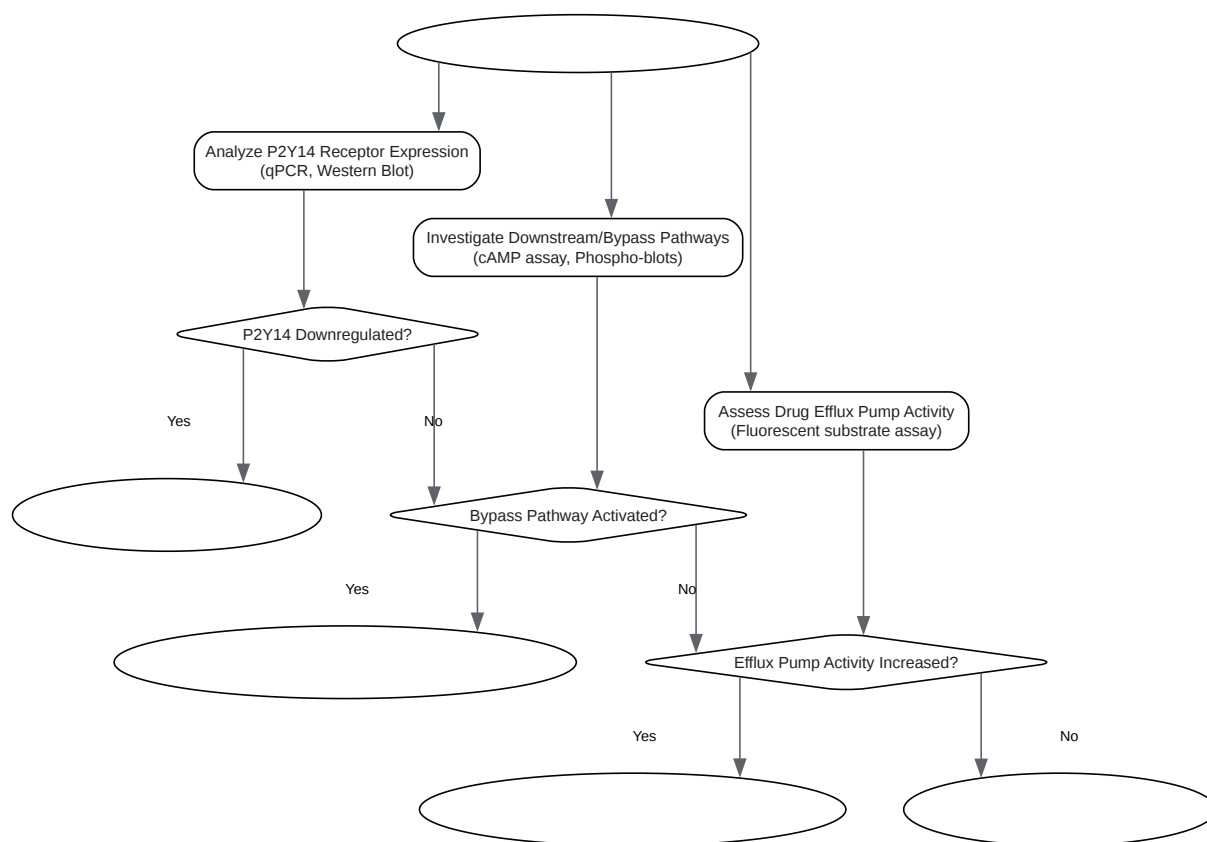 Analyze P2Y14 Receptor Expression
(qPCR, Western Blot)
Investigate Downstream/Bypass Pathways
(cAMP assay, Phospho-blots)
P2Y14 Downregulated?
Assess Drug Efflux Pump Activity
(Fluorescent substrate assay)
Yes
No
Bypass Pathway Activated?
Yes
No
Efflux Pump Activity Increased?
Yes
No